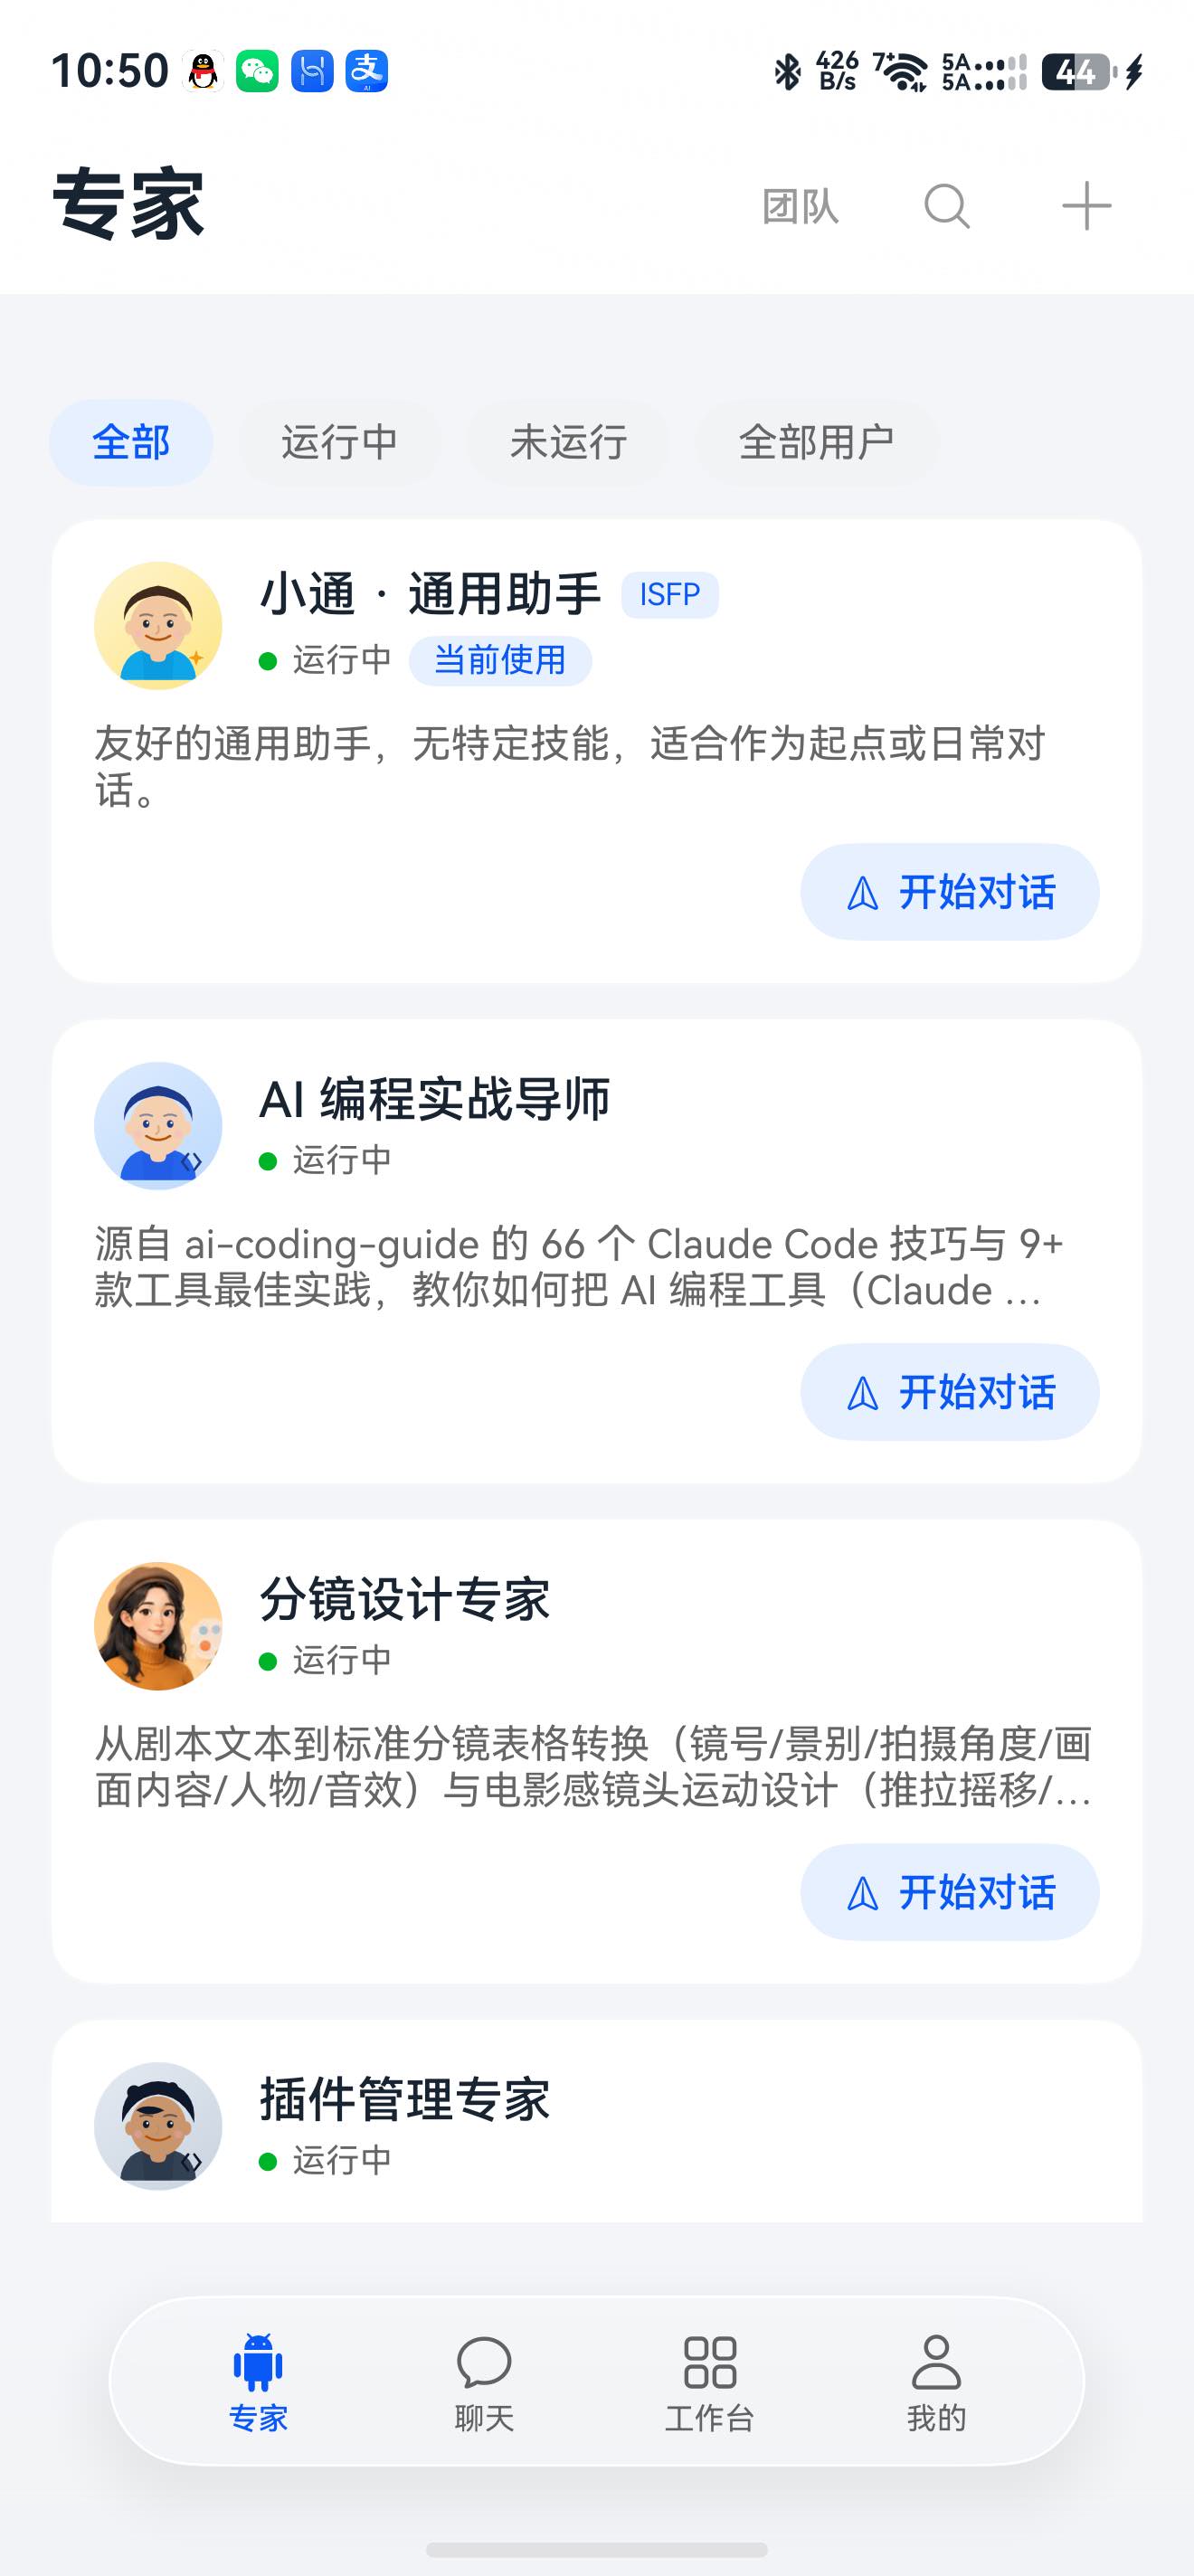 10:50
支
AI
426
B/s
7+
5A
5A
44
专家
团队
全部
运行中
未运行
全部用户
小通 · 通用助手
ISFP
运行中
当前使用
友好的通用助手，无特定技能，适合作为起点或日常对
话。
开始对话
AI 编程实战导师
运行中
源自 ai-coding-guide 的 66 个 Claude Code 技巧与 9+
款工具最佳实践，教你如何把 AI 编程工具（Claude ...
开始对话
分镜设计专家
运行中
从剧本文本到标准分镜表格转换（镜号/景别/拍摄角度/画
面内容/人物/音效）与电影感镜头运动设计（推拉摇移/...
开始对话
插件管理专家
运行中
专家
聊天
工作台
我的